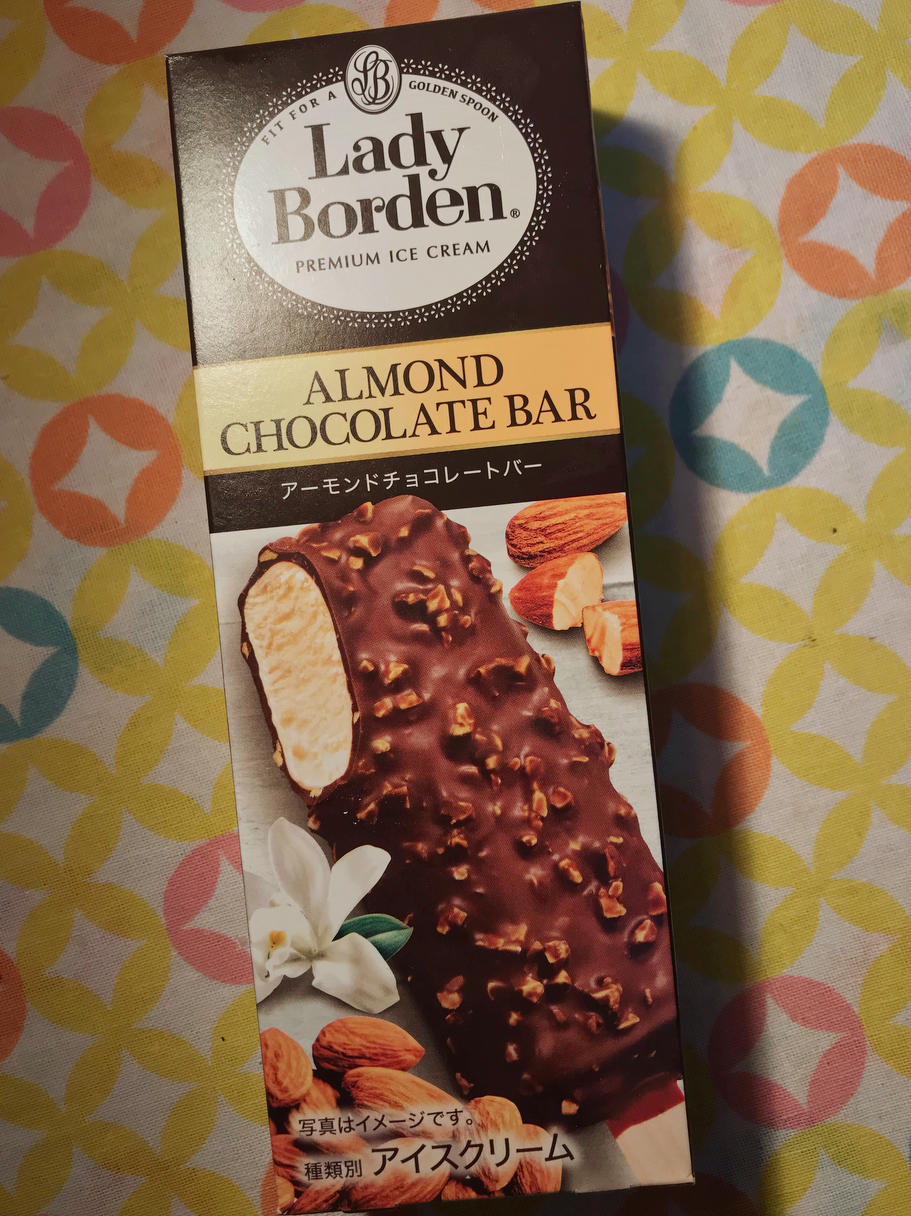 LB
FIT FOR A GOLDEN SPOON
Lady
Borden®
PREMIUM ICE CREAM
ALMOND
CHOCOLATE BAR
アーモンドチョコレートバー
写真はイメージです。
種類別 アイスクリーム